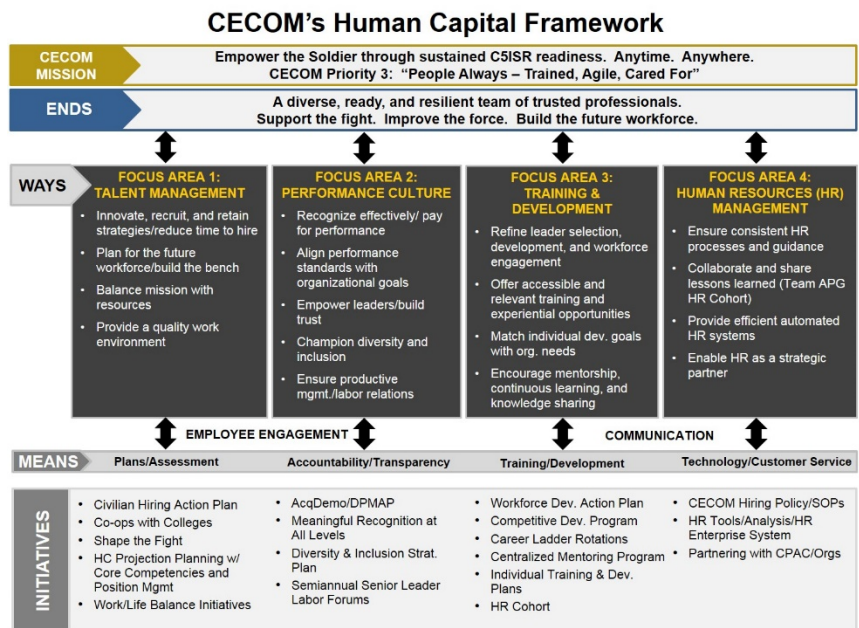 CECOM's Human Capital Framework
CECOM
MISSION
Empower the Soldier through sustained C5ISR readiness. Anytime. Anywhere.
CECOM Priority 3: "People Always – Trained, Agile, Cared For"
ENDS
A diverse, ready, and resilient team of trusted professionals.
Support the fight. Improve the force. Build the future workforce.
WAYS
FOCUS AREA 1:
TALENT MANAGEMENT
• Innovate, recruit, and retain
strategies/reduce time to hire
• Plan for the future
workforce/build the bench
• Balance mission with
resources
• Provide a quality work
environment
FOCUS AREA 2:
PERFORMANCE CULTURE
• Recognize effectively/ pay
for performance
• Align performance
standards with
organizational goals
• Empower leaders/build
trust
• Champion diversity and
inclusion
• Ensure productive
mgmt./labor relations
FOCUS AREA 3:
TRAINING &
DEVELOPMENT
• Refine leader selection,
development, and workforce
engagement
• Offer accessible and
relevant training and
experiential opportunities
• Match individual dev. goals
with org. needs
• Encourage mentorship,
continuous learning, and
knowledge sharing
FOCUS AREA 4:
HUMAN RESOURCES (HR)
MANAGEMENT
• Ensure consistent HR
processes and guidance
• Collaborate and share
lessons learned (Team APG
HR Cohort)
• Provide efficient automated
HR systems
• Enable HR as a strategic
partner
EMPLOYEE ENGAGEMENT
COMMUNICATION
MEANS
Plans/Assessment
Accountability/Transparency
Training/Development
Technology/Customer Service
INITIATIVES
• Civilian Hiring Action Plan
• Co-ops with Colleges
• Shape the Fight
• HC Projection Planning w/
Core Competencies and
Position Mgmt
• Work/Life Balance Initiatives
• AcqDemo/DPMAP
• Meaningful Recognition at
All Levels
• Diversity & Inclusion Strat.
Plan
• Semiannual Senior Leader
Labor Forums
• Workforce Dev. Action Plan
• Competitive Dev. Program
• Career Ladder Rotations
• Centralized Mentoring Program
• Individual Training & Dev.
Plans
• HR Cohort
• CECOM Hiring Policy/SOPs
• HR Tools/Analysis/HR
Enterprise System
• Partnering with CPAC/Orgs